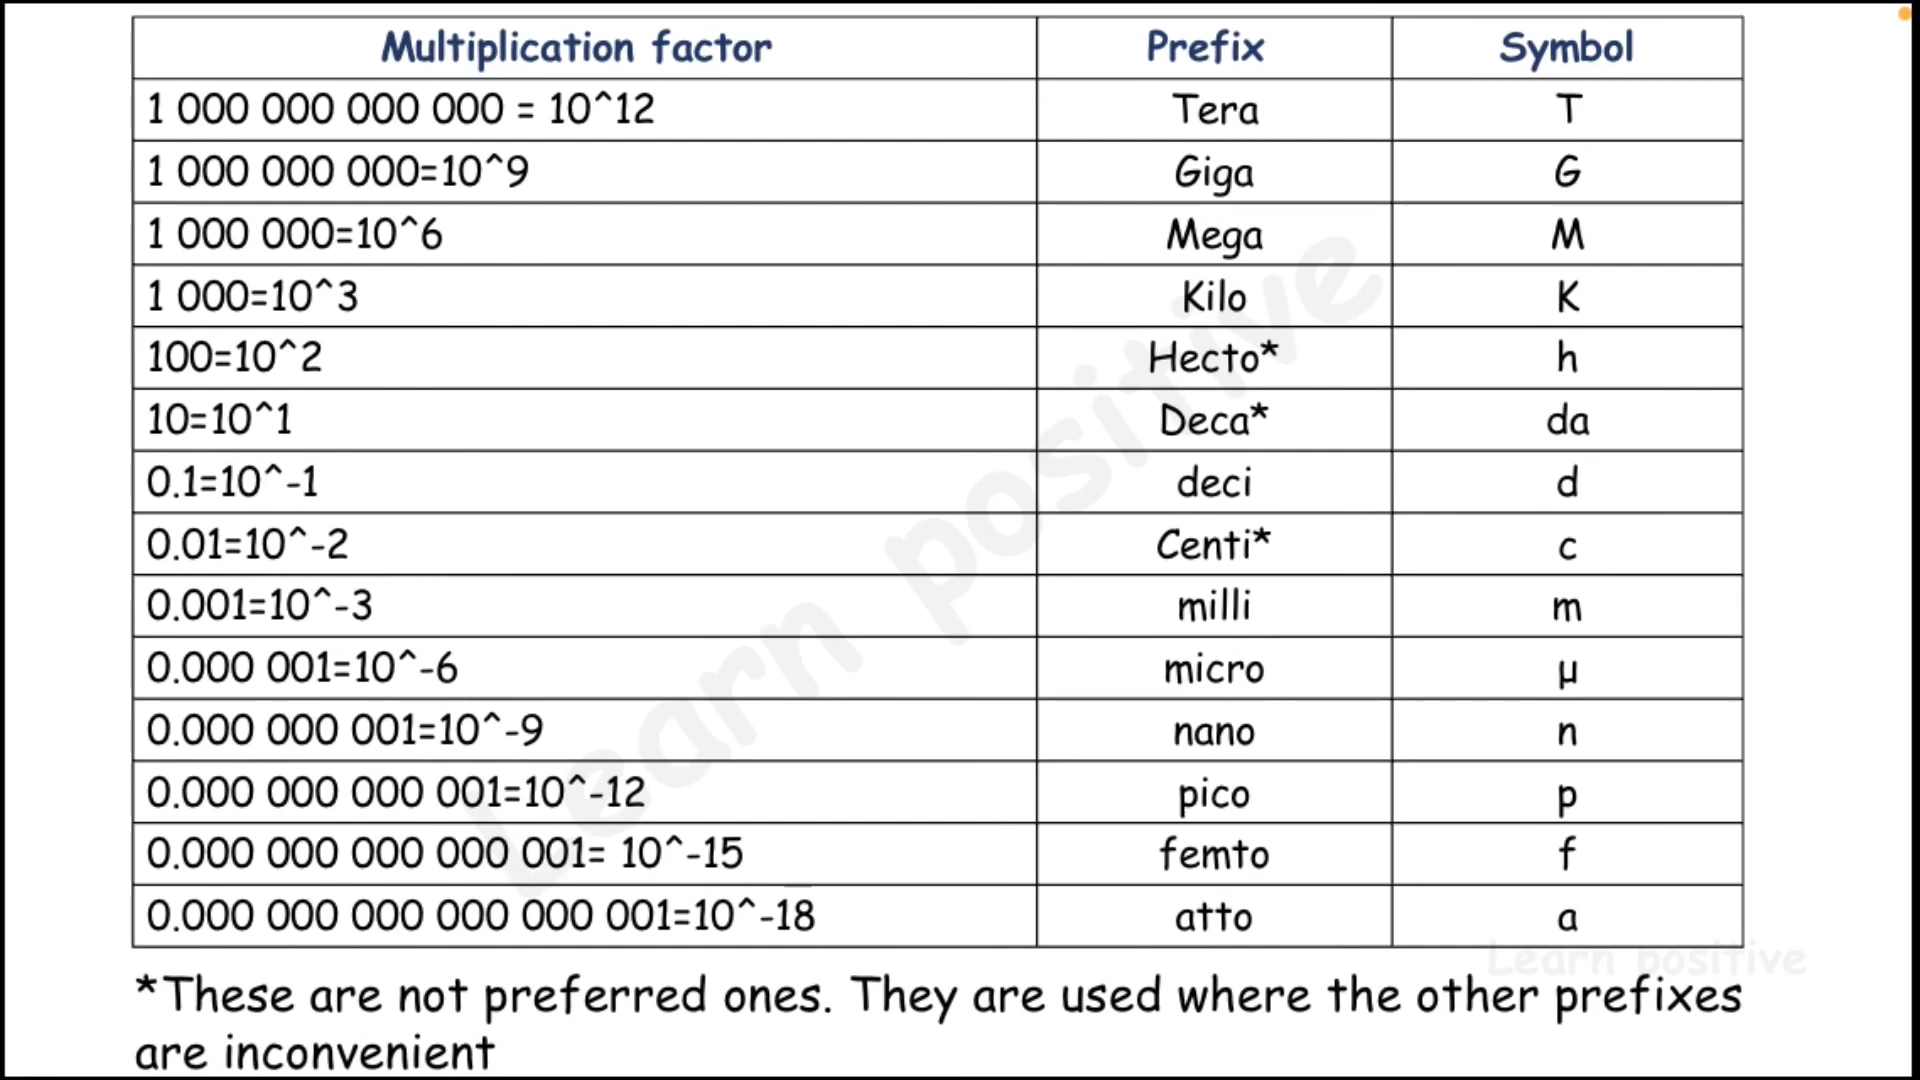 Multiplication factor Prefix Symbol
1 000 000 000 000 = 10^12 Tera T
1 000 000 000=10^9 Giga G
1 000 000=10^6 Mega M
1 000=10^3 Kilo K
100=10^2 Hecto* h
10=10^1 Deca* da
0.1=10^-1 deci d
0.01=10^-2 Centi* c
0.001=10^-3 milli m
0.000 001=10^-6 micro µ
0.000 000 001=10^-9 nano n
0.000 000 000 001=10^-12 pico p
0.000 000 000 000 001= 10^-15 femto f
0.000 000 000 000 000 001=10^-18 atto a
Learn positive
Learn positive
*These are not preferred ones. They are used where the other prefixes
are inconvenient